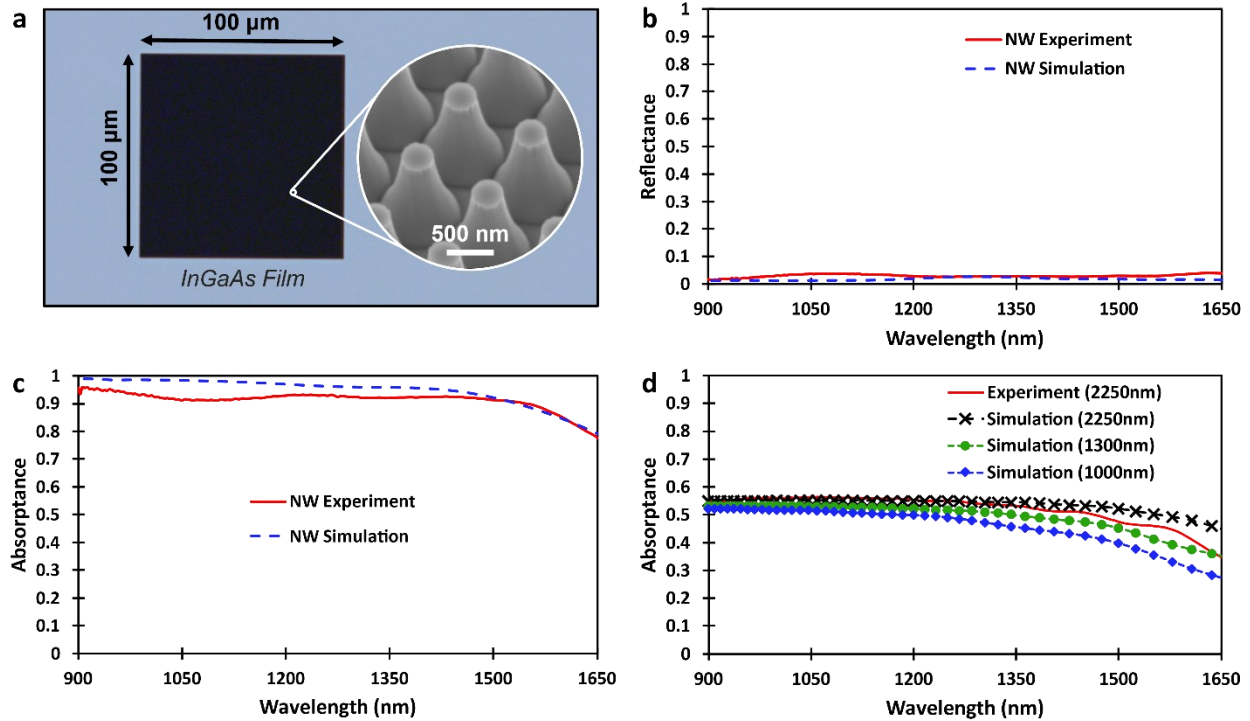 a
100 µm
100 µm
500 nm
InGaAs Film
b
1
0.9
0.8
0.7
0.6
0.5
0.4
0.3
0.2
0.1
0
Reflectance
NW Experiment
NW Simulation
900 1050 1200 1350 1500 1650
Wavelength (nm)
c
1
0.9
0.8
0.7
0.6
0.5
0.4
0.3
0.2
0.1
0
Absorptance
NW Experiment
NW Simulation
900 1050 1200 1350 1500 1650
Wavelength (nm)
d
1
0.9
0.8
0.7
0.6
0.5
0.4
0.3
0.2
0.1
0
Absorptance
Experiment (2250nm)
Simulation (2250nm)
Simulation (1300nm)
Simulation (1000nm)
900 1050 1200 1350 1500 1650
Wavelength (nm)